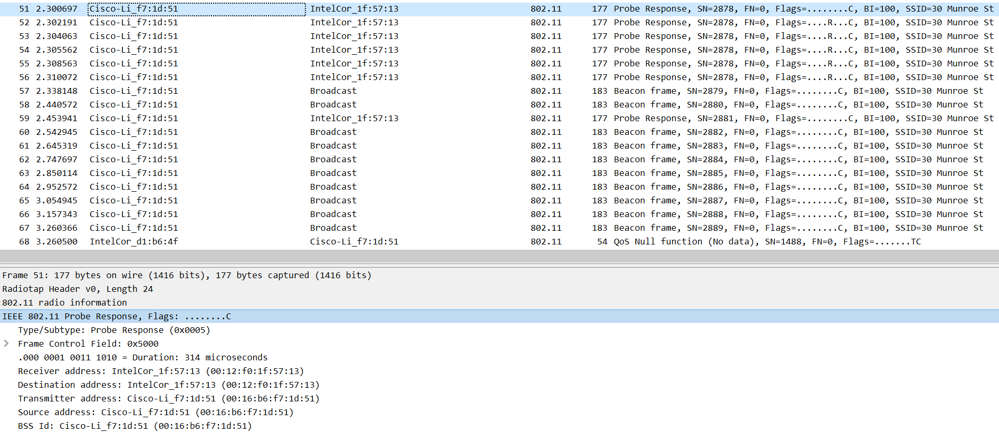 51 2.300697 Cisco-Li_f7:1d:51 IntelCor_1f:57:13 802.11 177 Probe Response, SN=2878, FN=0, Flags=........C, BI=100, SSID=30 Munroe St
52 2.302191 Cisco-Li_f7:1d:51 IntelCor_1f:57:13 802.11 177 Probe Response, SN=2878, FN=0, Flags=....R...C, BI=100, SSID=30 Munroe St
53 2.304063 Cisco-Li_f7:1d:51 IntelCor_1f:57:13 802.11 177 Probe Response, SN=2878, FN=0, Flags=....R...C, BI=100, SSID=30 Munroe St
54 2.305562 Cisco-Li_f7:1d:51 IntelCor_1f:57:13 802.11 177 Probe Response, SN=2878, FN=0, Flags=....R...C, BI=100, SSID=30 Munroe St
55 2.308563 Cisco-Li_f7:1d:51 IntelCor_1f:57:13 802.11 177 Probe Response, SN=2878, FN=0, Flags=....R...C, BI=100, SSID=30 Munroe St
56 2.310072 Cisco-Li_f7:1d:51 IntelCor_1f:57:13 802.11 177 Probe Response, SN=2878, FN=0, Flags=....R...C, BI=100, SSID=30 Munroe St
57 2.338148 Cisco-Li_f7:1d:51 Broadcast 802.11 183 Beacon frame, SN=2879, FN=0, Flags=........C, BI=100, SSID=30 Munroe St
58 2.440572 Cisco-Li_f7:1d:51 Broadcast 802.11 183 Beacon frame, SN=2880, FN=0, Flags=........C, BI=100, SSID=30 Munroe St
59 2.453941 Cisco-Li_f7:1d:51 IntelCor_1f:57:13 802.11 177 Probe Response, SN=2881, FN=0, Flags=........C, BI=100, SSID=30 Munroe St
60 2.542945 Cisco-Li_f7:1d:51 Broadcast 802.11 183 Beacon frame, SN=2882, FN=0, Flags=........C, BI=100, SSID=30 Munroe St
61 2.645319 Cisco-Li_f7:1d:51 Broadcast 802.11 183 Beacon frame, SN=2883, FN=0, Flags=........C, BI=100, SSID=30 Munroe St
62 2.747697 Cisco-Li_f7:1d:51 Broadcast 802.11 183 Beacon frame, SN=2884, FN=0, Flags=........C, BI=100, SSID=30 Munroe St
63 2.850114 Cisco-Li_f7:1d:51 Broadcast 802.11 183 Beacon frame, SN=2885, FN=0, Flags=........C, BI=100, SSID=30 Munroe St
64 2.952572 Cisco-Li_f7:1d:51 Broadcast 802.11 183 Beacon frame, SN=2886, FN=0, Flags=........C, BI=100, SSID=30 Munroe St
65 3.054945 Cisco-Li_f7:1d:51 Broadcast 802.11 183 Beacon frame, SN=2887, FN=0, Flags=........C, BI=100, SSID=30 Munroe St
66 3.157343 Cisco-Li_f7:1d:51 Broadcast 802.11 183 Beacon frame, SN=2888, FN=0, Flags=........C, BI=100, SSID=30 Munroe St
67 3.260366 Cisco-Li_f7:1d:51 Broadcast 802.11 183 Beacon frame, SN=2889, FN=0, Flags=........C, BI=100, SSID=30 Munroe St
68 3.260500 IntelCor_d1:b6:4f Cisco-Li_f7:1d:51 802.11 54 QoS Null function (No data), SN=1488, FN=0, Flags=.......TC
Frame 51: 177 bytes on wire (1416 bits), 177 bytes captured (1416 bits)
Radiotap Header v0, Length 24
802.11 radio information
IEEE 802.11 Probe Response, Flags: ........C
Type/Subtype: Probe Response (0x0005)
Frame Control Field: 0x5000
.000 0001 0011 1010 = Duration: 314 microseconds
Receiver address: IntelCor_1f:57:13 (00:12:f0:1f:57:13)
Destination address: IntelCor_1f:57:13 (00:12:f0:1f:57:13)
Transmitter address: Cisco-Li_f7:1d:51 (00:16:b6:f7:1d:51)
Source address: Cisco-Li_f7:1d:51 (00:16:b6:f7:1d:51)
BSS Id: Cisco-Li_f7:1d:51 (00:16:b6:f7:1d:51)